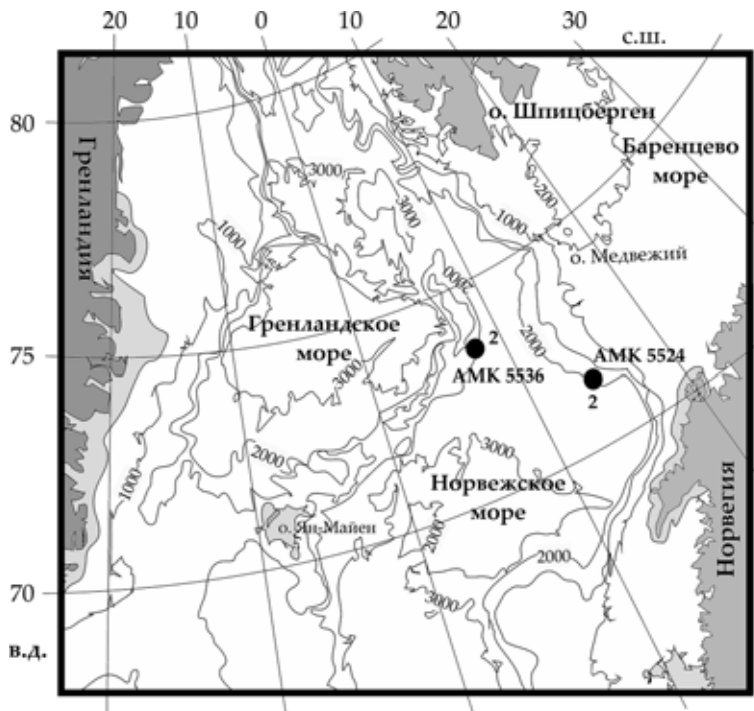 20
10
0
10
20
30
с.ш.
80
75
70
в.д.
Гренландия
о. Шпицберген
Баренцево
море
3000
3000
200
1000
1000
о. Медвежий
2000
Гренландское
море
2
АМК 5536
2000
АМК 5524
2
3000
2000
3000
1000
Норвежское
море
о. Ян-Майен
2000
2000
3000
Норвегия